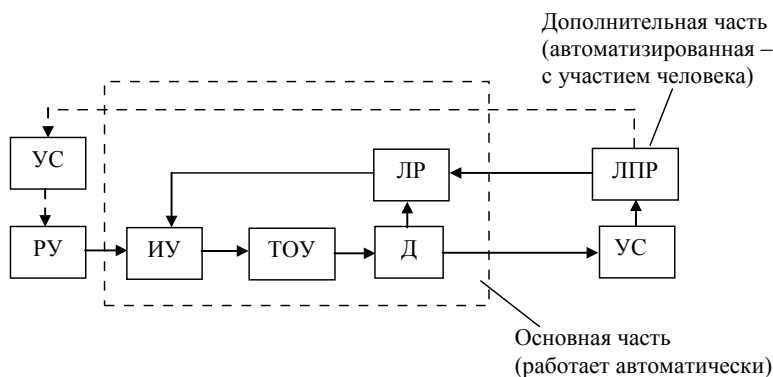 Дополнительная часть
(автоматизированная –
с участием человека)
УС
ЛР
ЛПР
РУ
ИУ
ТОУ
Д
УС
Основная часть
(работает автоматически)